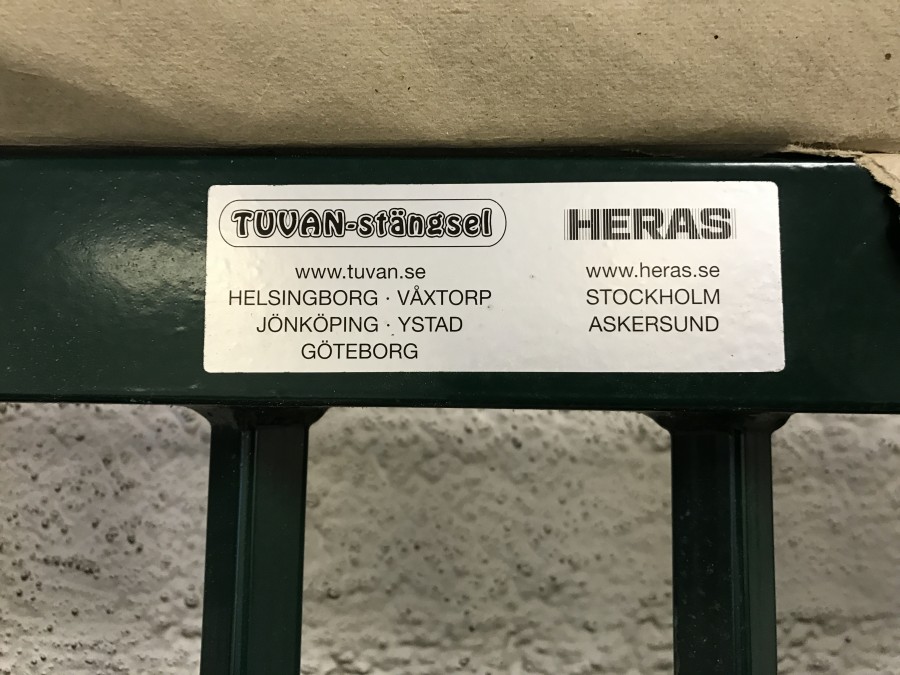 TUVAN-stängsel
www.tuvan.se
HELSINGBORG · VÅXTORP
JÖNKÖPING · YSTAD
GÖTEBORG
HERAS
www.heras.se
STOCKHOLM
ASKERSUND